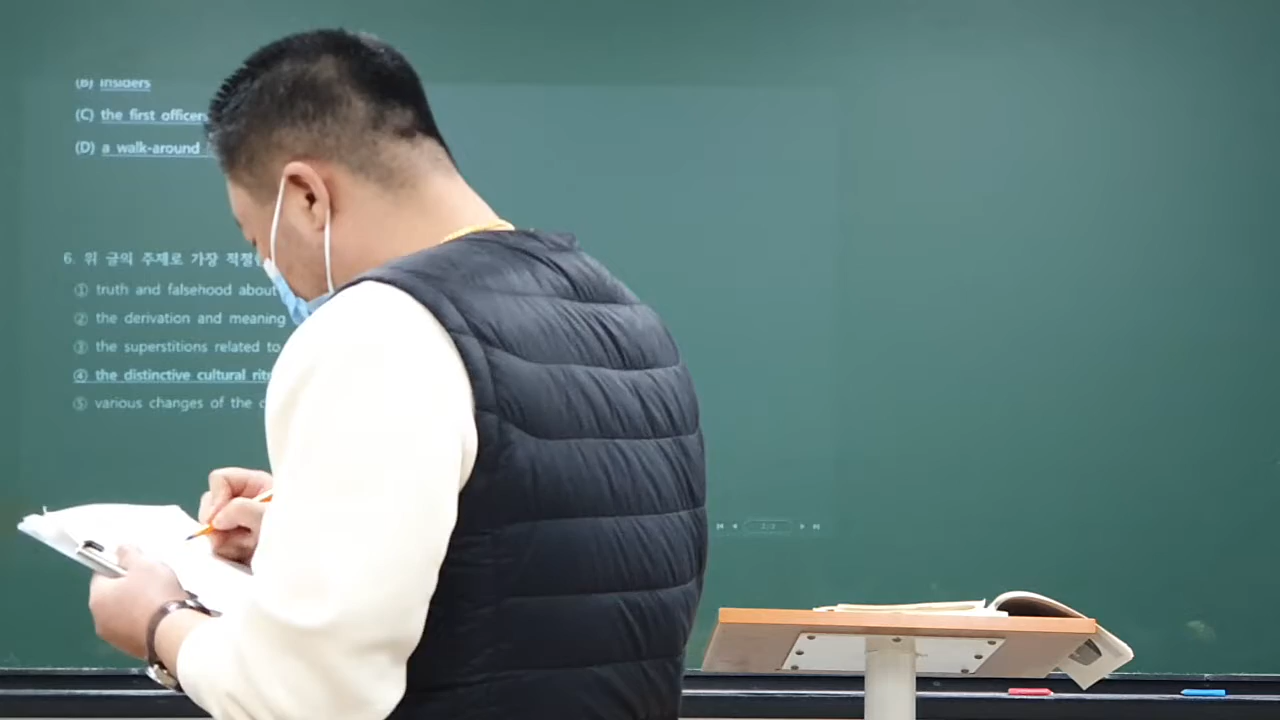 (B) insiders
(C) the first officers
(D) a walk-around
6. 위 글의 주제로 가장 적절
① truth and falsehood about
② the derivation and meaning
③ the superstitions related to
④ the distinctive cultural rite
⑤ various changes of the